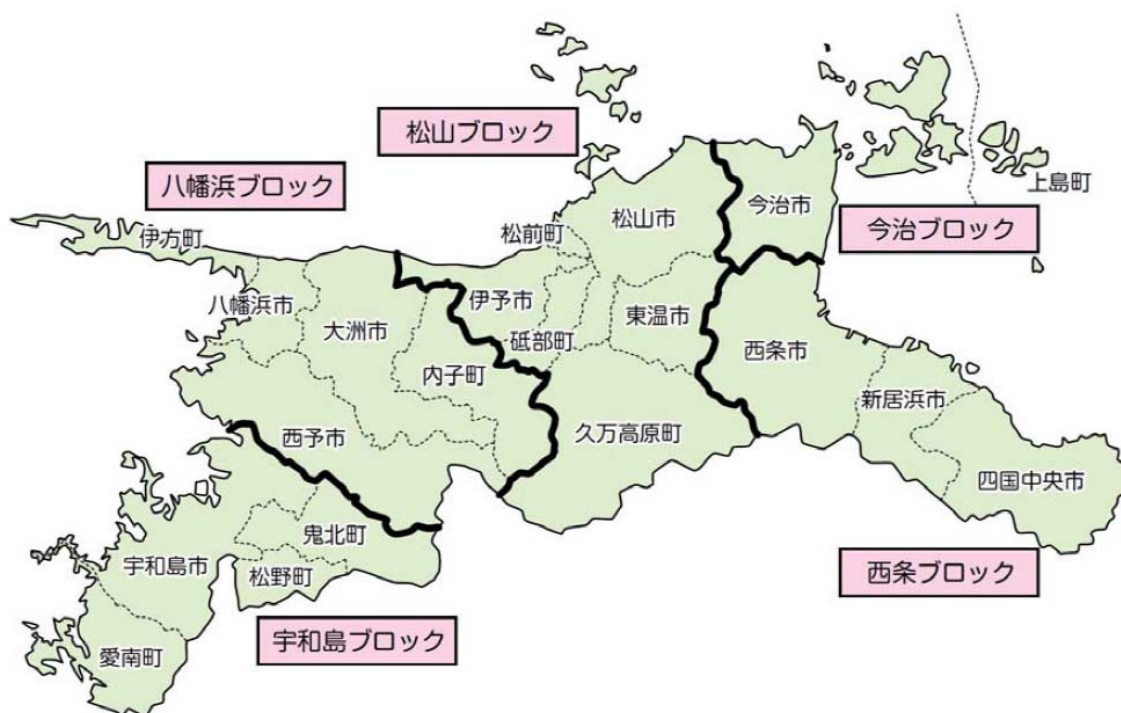 松山ブロック
八幡浜ブロック
上島町
今治市
松山市
今治ブロック
松前町
伊方町
伊予市
八幡浜市
東温市
大洲市
砥部町
西条市
内子町
新居浜市
久万高原町
西予市
四国中央市
鬼北町
宇和島市
松野町
西条ブロック
宇和島ブロック
愛南町